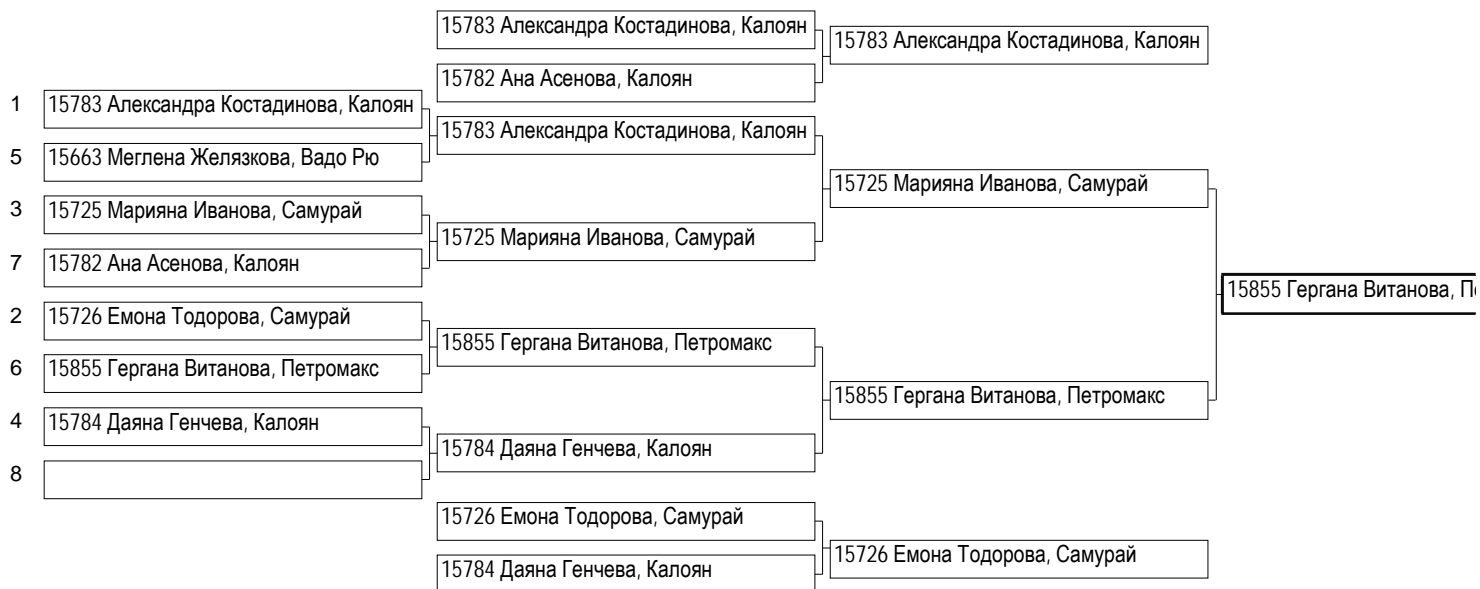 15783 Александра Костадинова, Калоян
15783 Александра Костадинова, Калоян
15782 Ана Асенова, Калоян
1 15783 Александра Костадинова, Калоян
15783 Александра Костадинова, Калоян
5 15663 Меглена Желязкова, Вадо Рю
15725 Марияна Иванова, Самурай
3 15725 Марияна Иванова, Самурай
15725 Марияна Иванова, Самурай
7 15782 Ана Асенова, Калоян
15855 Гергана Витанова,
2 15726 Емона Тодорова, Самурай
15855 Гергана Витанова, Петромакс
6 15855 Гергана Витанова, Петромакс
15855 Гергана Витанова, Петромакс
4 15784 Даяна Генчева, Калоян
15784 Даяна Генчева, Калоян
8
15726 Емона Тодорова, Самурай
15726 Емона Тодорова, Самурай
15784 Даяна Генчева, Калоян